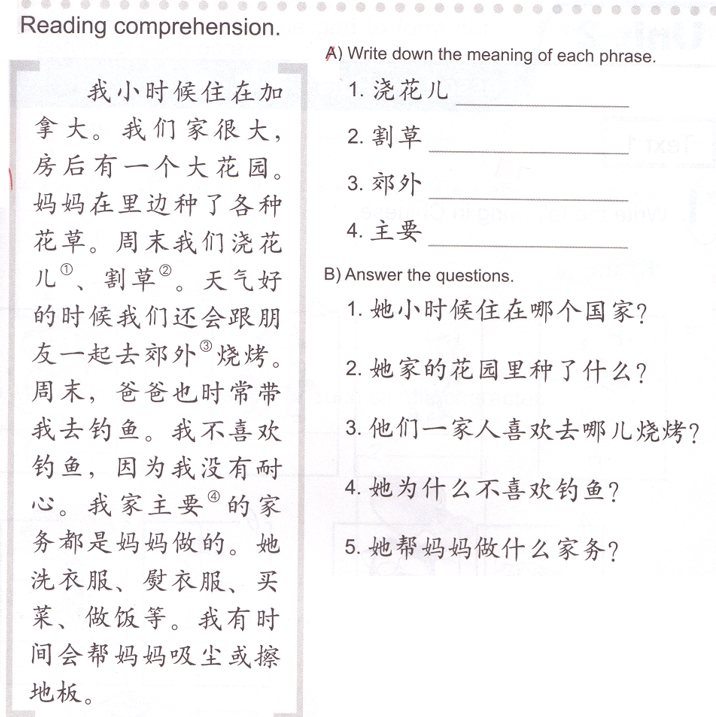 Reading comprehension.
我小时候住在加
拿大。我们家很大，
房后有一个大花园。
妈妈在里边种了各种
花草。周末我们浇花
儿①、割草②。天气好
的时候我们还会跟朋
友一起去郊外③烧烤。
周末，爸爸也时常带
我去钓鱼。我不喜欢
钓鱼，因为我没有耐
心。我家主要④的家
务都是妈妈做的。她
洗衣服、熨衣服、买
菜、做饭等。我有时
间会帮妈妈吸尘或擦
地板。
A) Write down the meaning of each phrase.
1. 浇花儿
2. 割草
3. 郊外
4. 主要
B) Answer the questions.
1. 她小时候住在哪个国家?
2. 她家的花园里种了什么?
3. 他们一家人喜欢去哪儿烧烤?
4. 她为什么不喜欢钓鱼?
5. 她帮妈妈做什么家务?